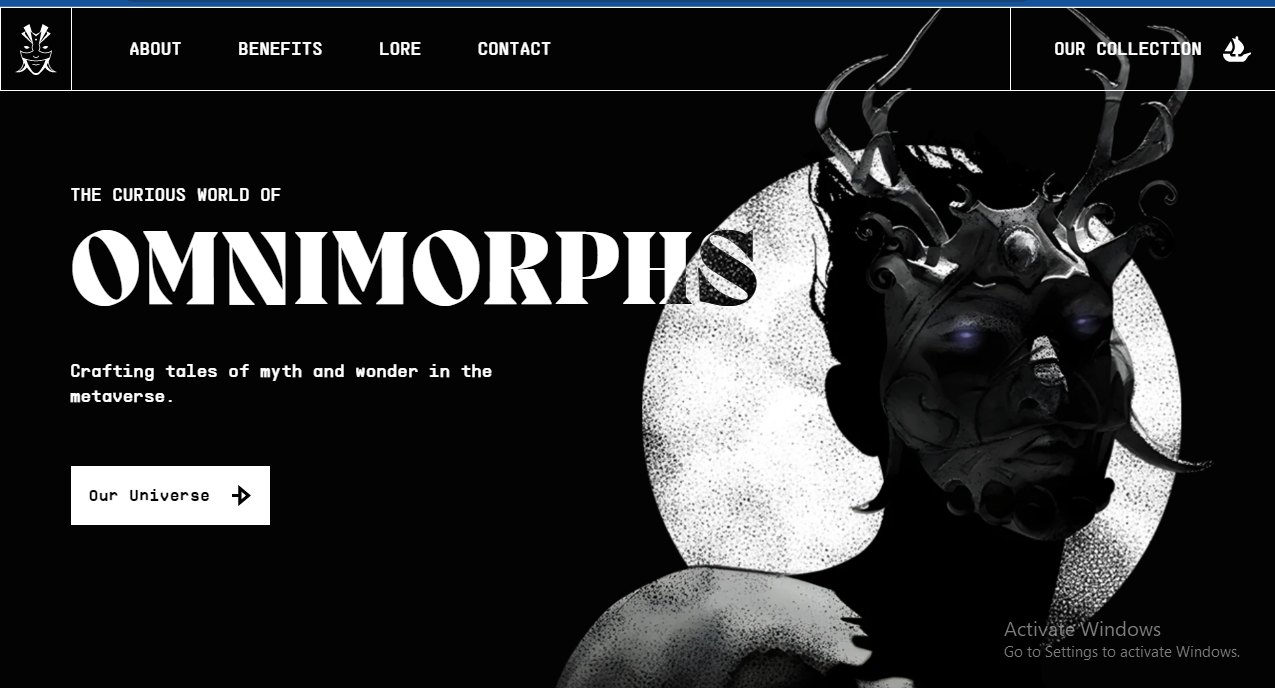 ABOUT BENEFITS LORE CONTACT OUR COLLECTION
THE CURIOUS WORLD OF
OMNIMORPHS
Crafting tales of myth and wonder in the
metaverse.
Our Universe
Activate Windows
Go to Settings to activate Windows.